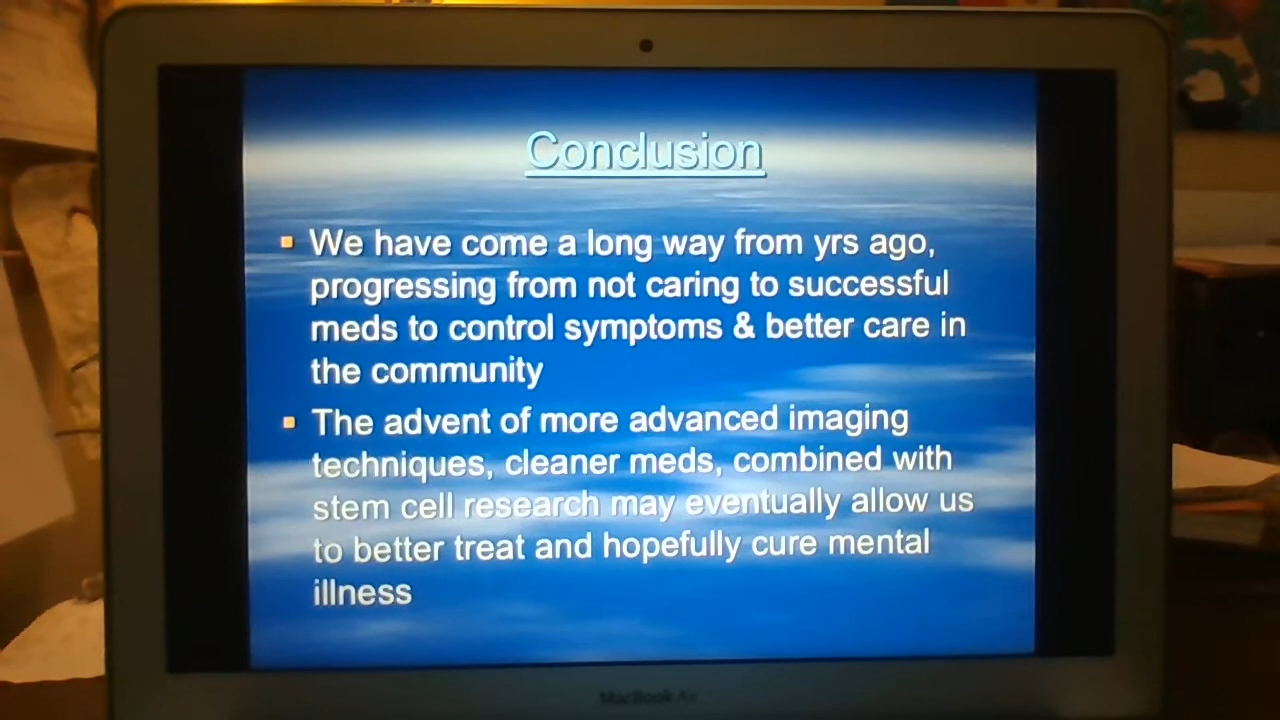 Conclusion
We have come a long way from yrs ago,
progressing from not caring to successful
meds to control symptoms & better care in
the community
The advent of more advanced imaging
techniques, cleaner meds, combined with
stem cell research may eventually allow us
to better treat and hopefully cure mental
illness
MacBook Air